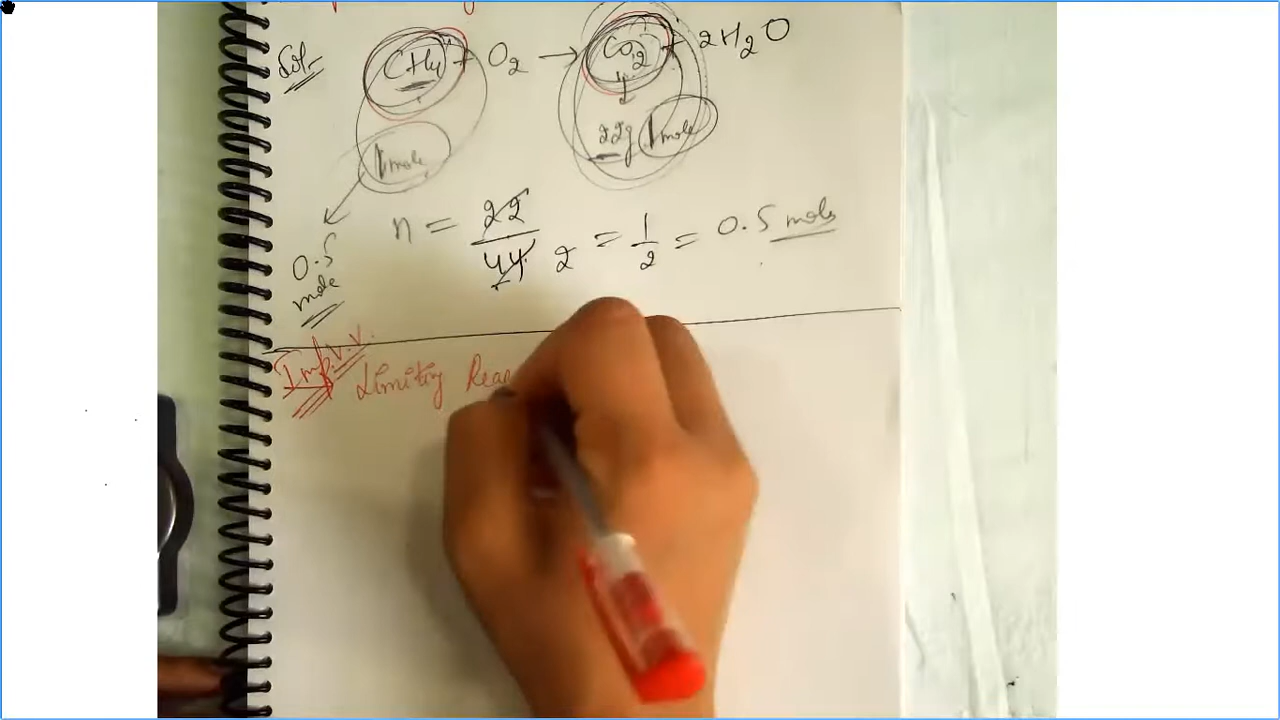 Sol:- CH4 + O2 → CO2 + 2H2O
22g 1 mole
1 mole
n = 22/44 2 = 1/2 = 0.5 mole
0.5
mole
Imp. V.V.
Limiting Reac